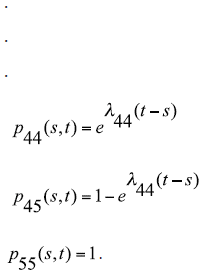 .
.
.
p₄₄(s,t) = e^{λ₄₄(t−s)}
p₄₅(s,t) = 1 − e^{λ₄₄(t−s)}
p₅₅(s,t) = 1.